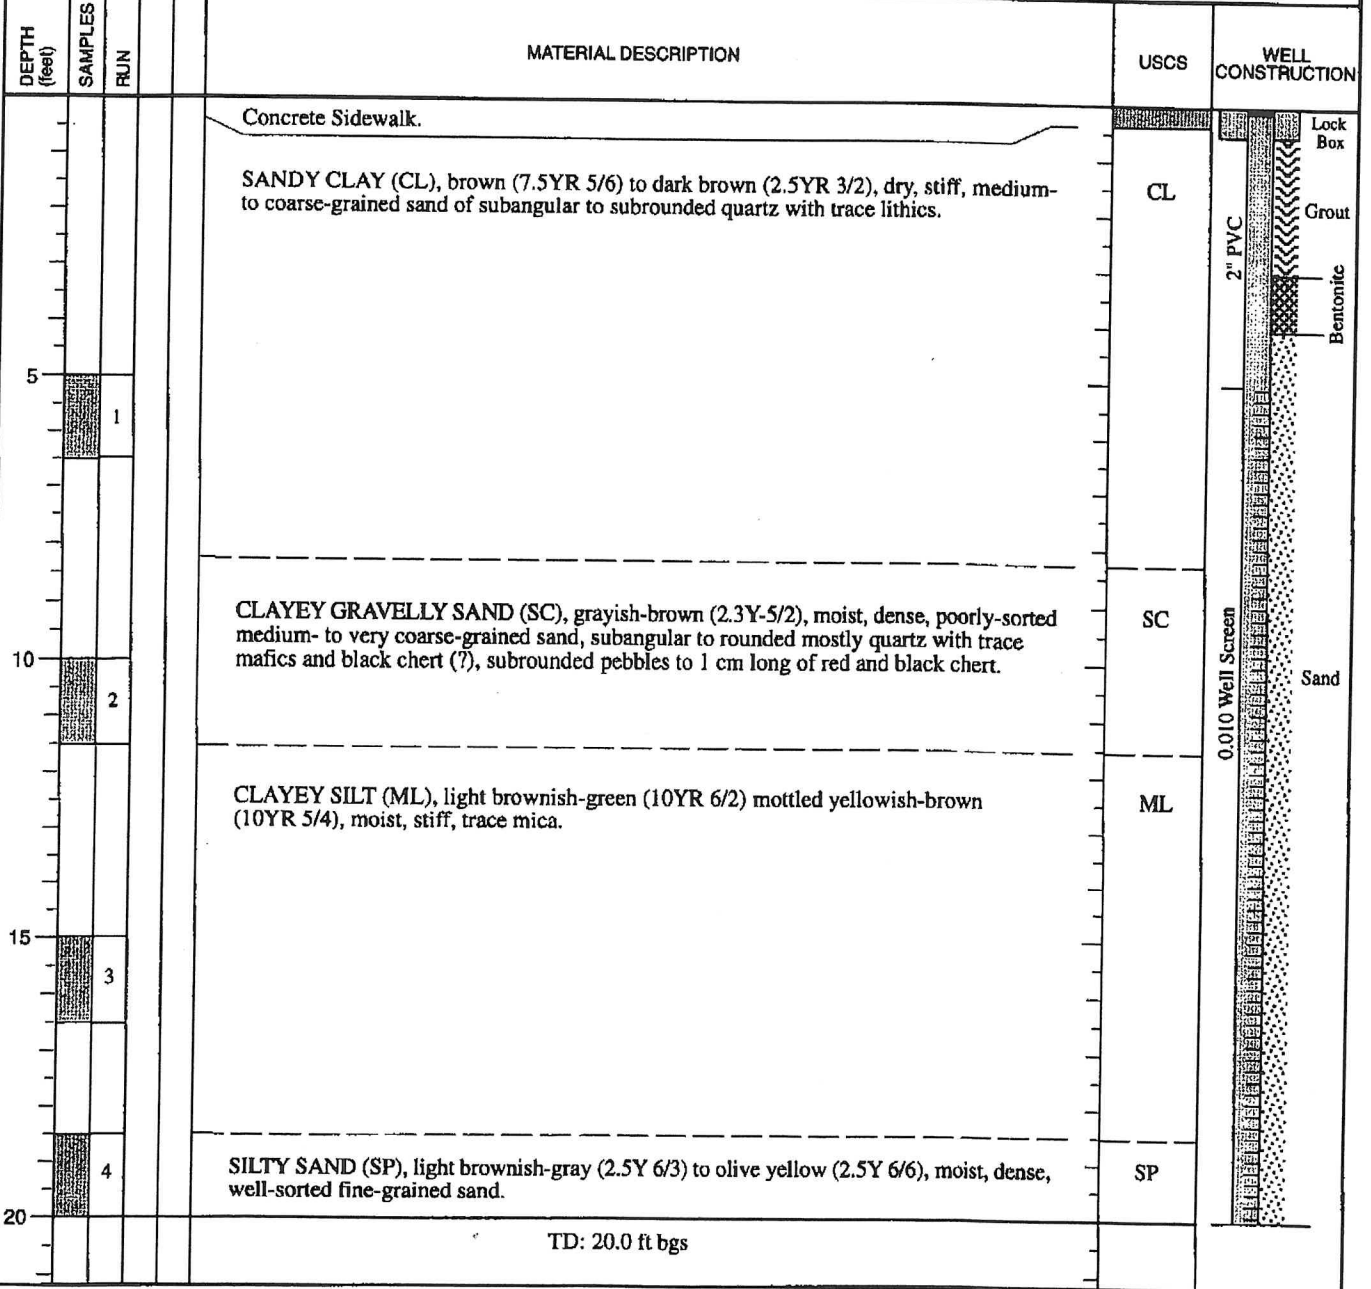 DEPTH
(feet)
SAMPLES
RUN
MATERIAL DESCRIPTION
USCS
WELL
CONSTRUCTION
Concrete Sidewalk.
Lock
Box
SANDY CLAY (CL), brown (7.5YR 5/6) to dark brown (2.5YR 3/2), dry, stiff, medium-
to coarse-grained sand of subangular to subrounded quartz with trace lithics.
CL
2" PVC
Grout
Bentonite
5
1
CLAYEY GRAVELLY SAND (SC), grayish-brown (2.3Y-5/2), moist, dense, poorly-sorted
medium- to very coarse-grained sand, subangular to rounded mostly quartz with trace
mafics and black chert (?), subrounded pebbles to 1 cm long of red and black chert.
SC
0.010 Well Screen
Sand
10
2
CLAYEY SILT (ML), light brownish-green (10YR 6/2) mottled yellowish-brown
(10YR 5/4), moist, stiff, trace mica.
ML
15
3
SILTY SAND (SP), light brownish-gray (2.5Y 6/3) to olive yellow (2.5Y 6/6), moist, dense,
well-sorted fine-grained sand.
SP
4
20
TD: 20.0 ft bgs